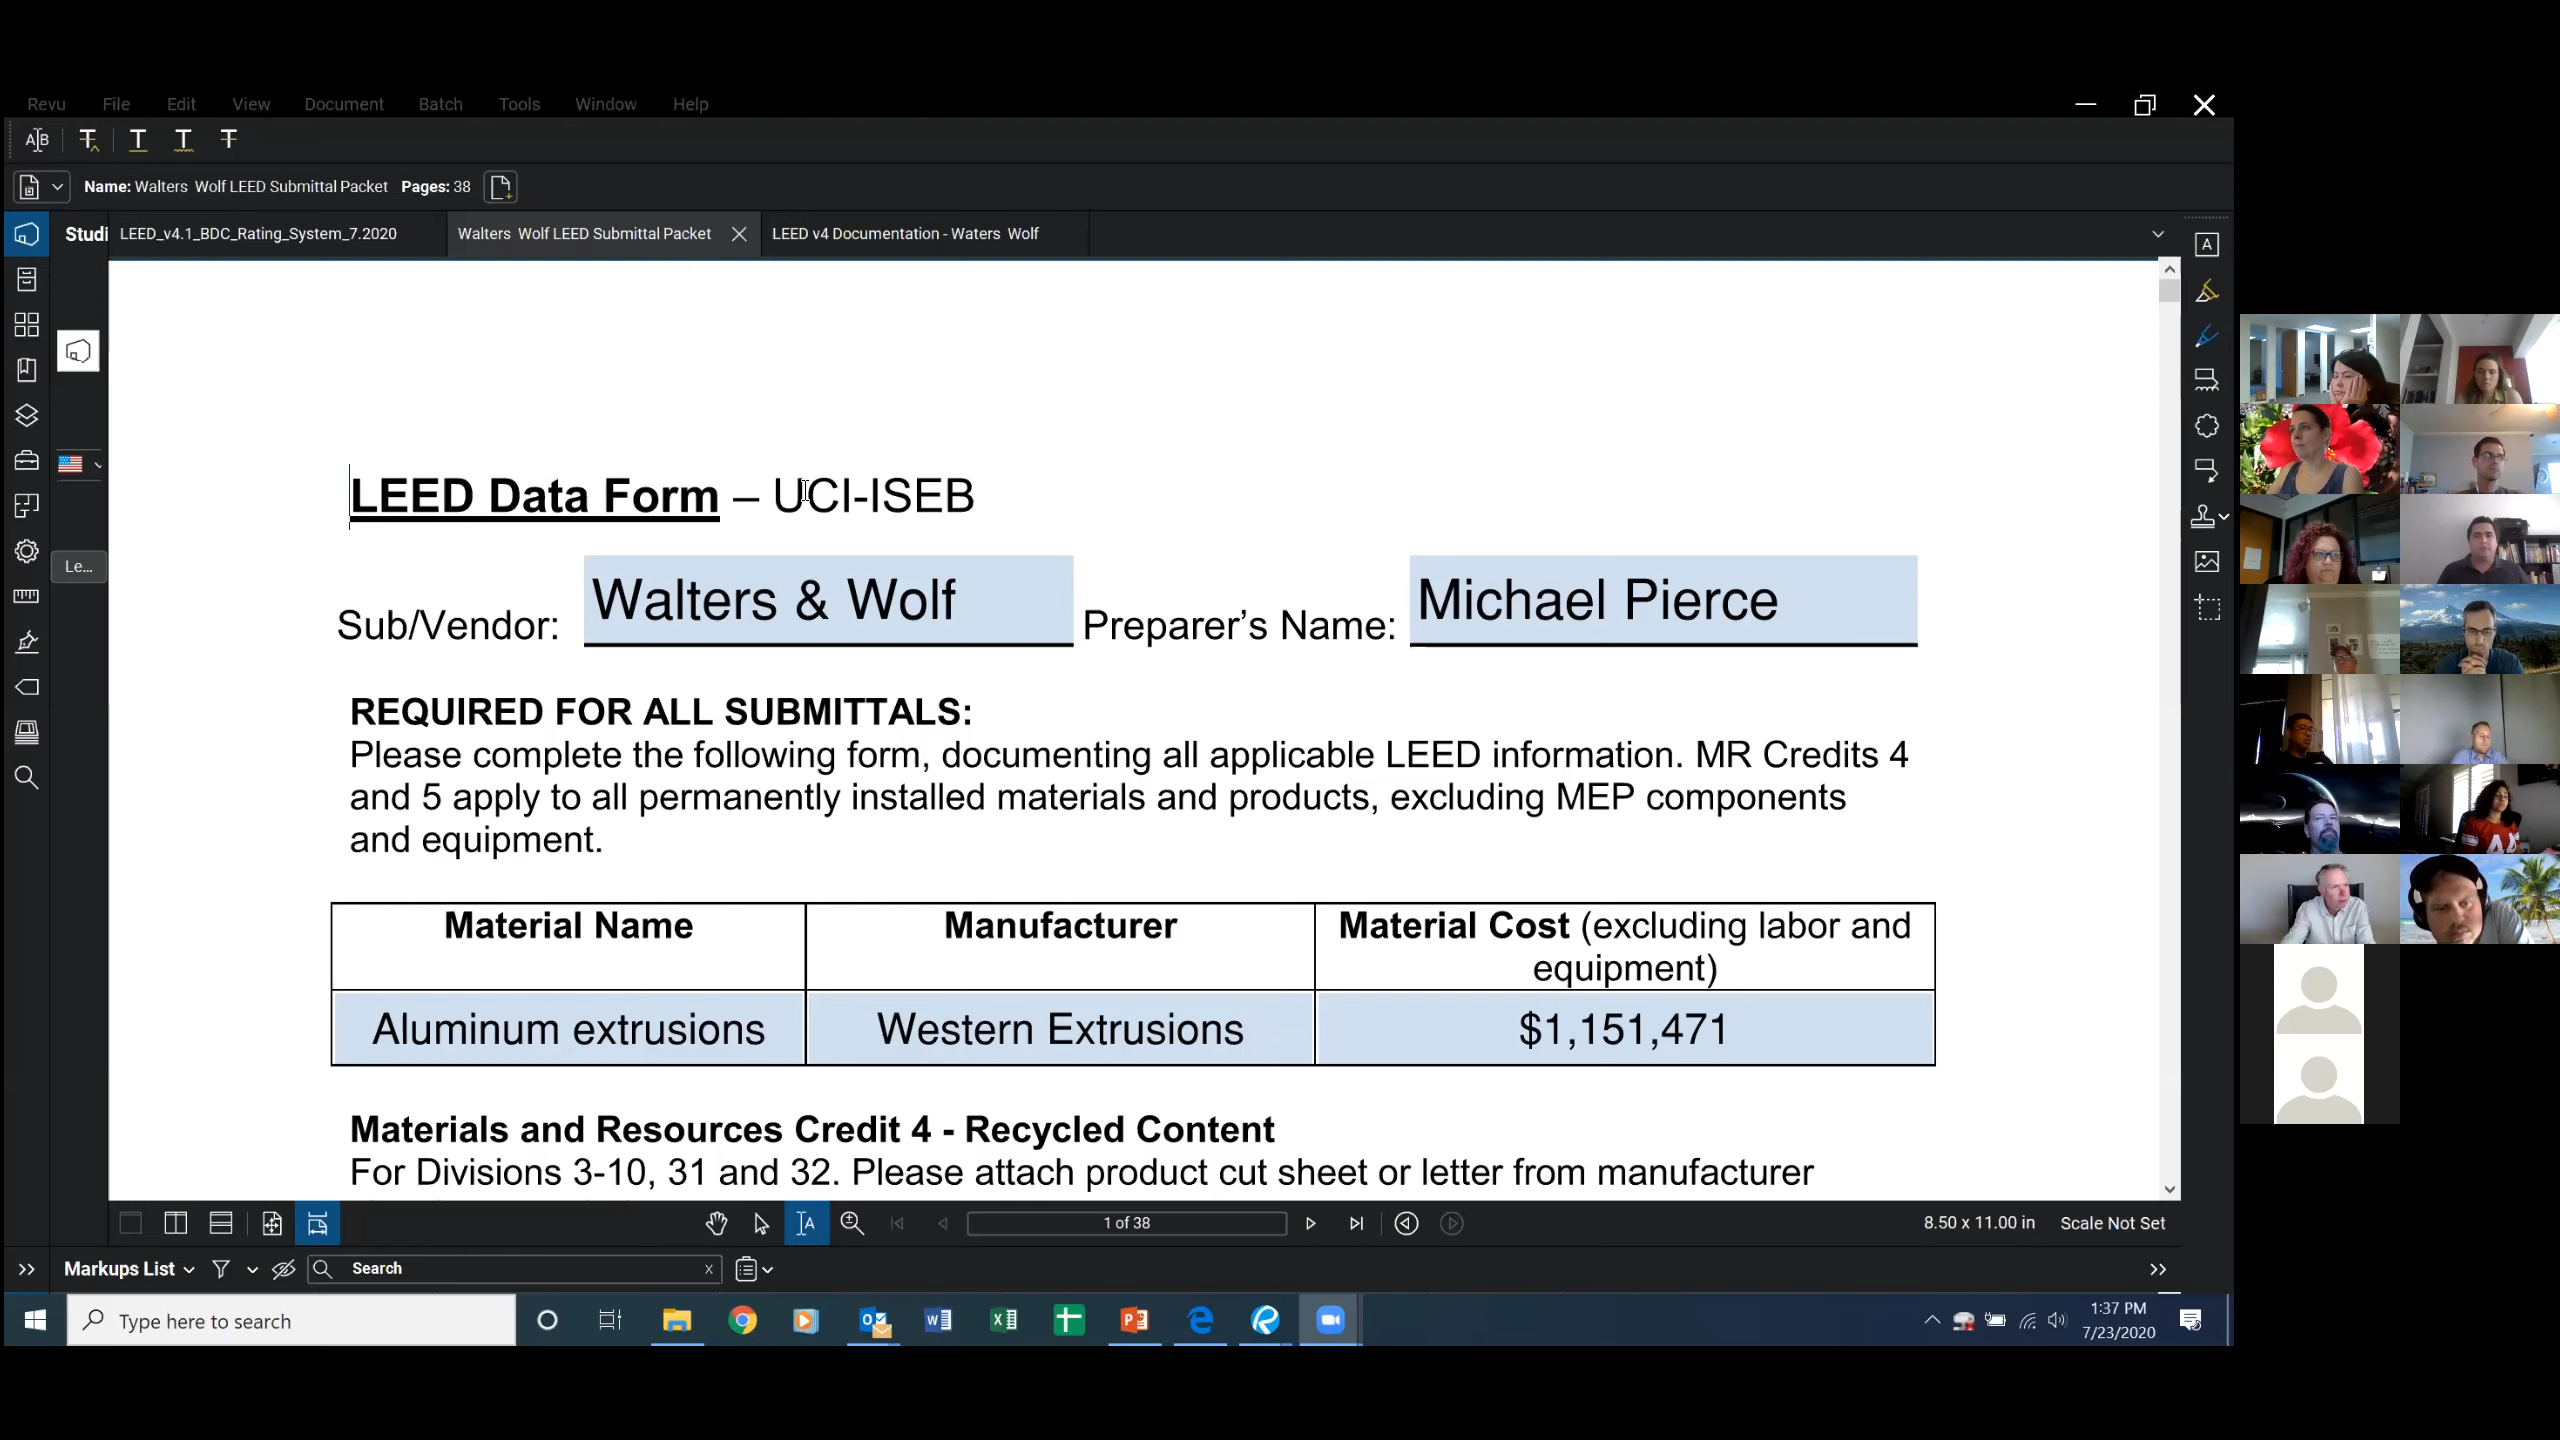 Revu File Edit View Document Batch Tools Window Help
Name: Walters Wolf LEED Submittal Packet Pages: 38
Studi LEED_v4.1_BDC_Rating_System_7.2020 Walters Wolf LEED Submittal Packet LEED v4 Documentation - Waters Wolf
LEED Data Form – UCI-ISEB
Le...
Sub/Vendor: Walters & Wolf Preparer’s Name: Michael Pierce
REQUIRED FOR ALL SUBMITTALS:
Please complete the following form, documenting all applicable LEED information. MR Credits 4
and 5 apply to all permanently installed materials and products, excluding MEP components
and equipment.
Material Name Manufacturer Material Cost (excluding labor and
equipment)
Aluminum extrusions Western Extrusions $1,151,471
Materials and Resources Credit 4 - Recycled Content
For Divisions 3-10, 31 and 32. Please attach product cut sheet or letter from manufacturer
1 of 38 8.50 x 11.00 in Scale Not Set
Markups List Search
Type here to search
1:37 PM
7/23/2020